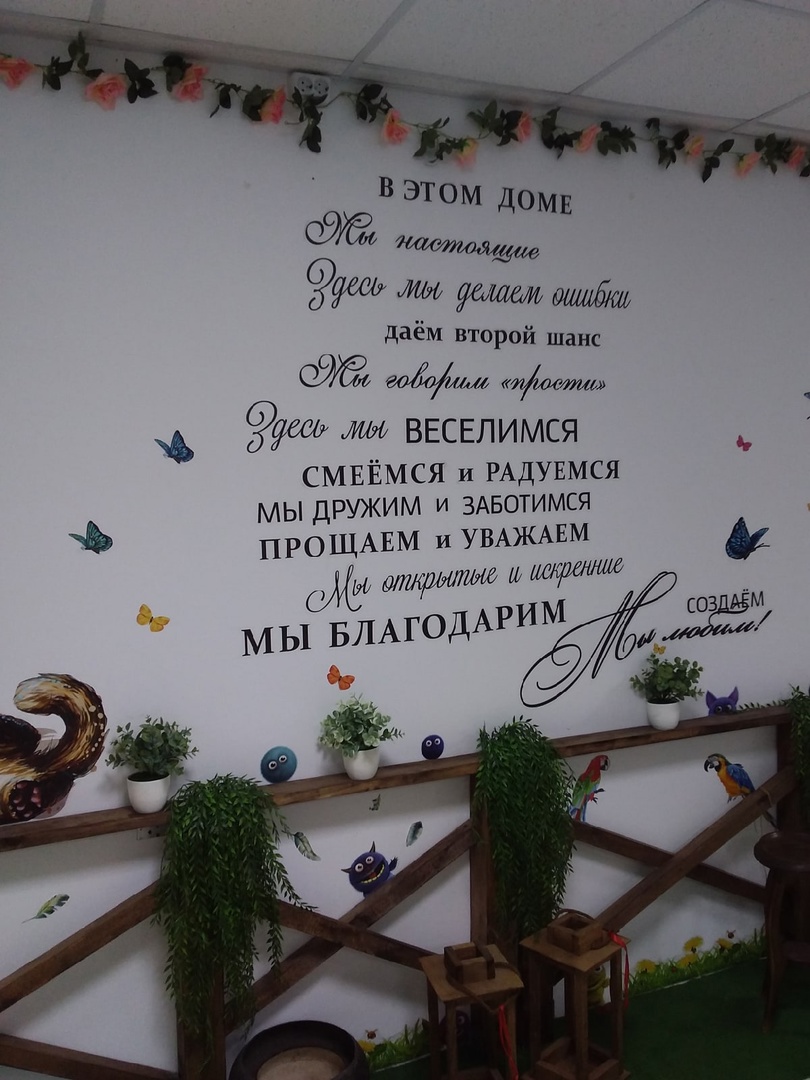 В ЭТОМ ДОМЕ
Мы настоящие
Здесь мы делаем ошибки
даём второй шанс
Мы говорим «прости»
Здесь мы ВЕСЕЛИМСЯ
СМЕЁМСЯ и РАДУЕМСЯ
МЫ ДРУЖИМ и ЗАБОТИМСЯ
ПРОЩАЕМ и УВАЖАЕМ
Мы открытые и искренние
МЫ БЛАГОДАРИМ
СОЗДАЁМ
Мы любим!